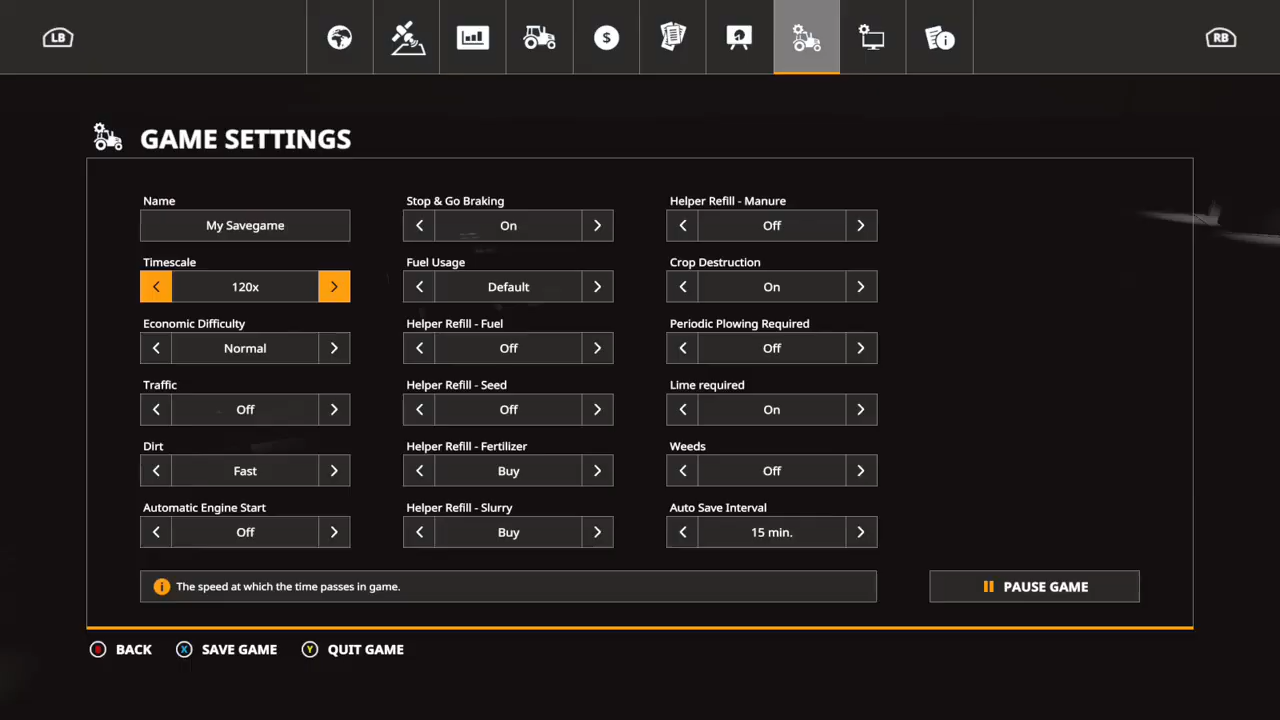 LB
RB
GAME SETTINGS
Name
My Savegame
Timescale
120x
Economic Difficulty
Normal
Traffic
Off
Dirt
Fast
Automatic Engine Start
Off
Stop & Go Braking
On
Fuel Usage
Default
Helper Refill - Fuel
Off
Helper Refill - Seed
Off
Helper Refill - Fertilizer
Buy
Helper Refill - Slurry
Buy
Helper Refill - Manure
Off
Crop Destruction
On
Periodic Plowing Required
Off
Lime required
On
Weeds
Off
Auto Save Interval
15 min.
The speed at which the time passes in game.
PAUSE GAME
BACK
X SAVE GAME
Y QUIT GAME